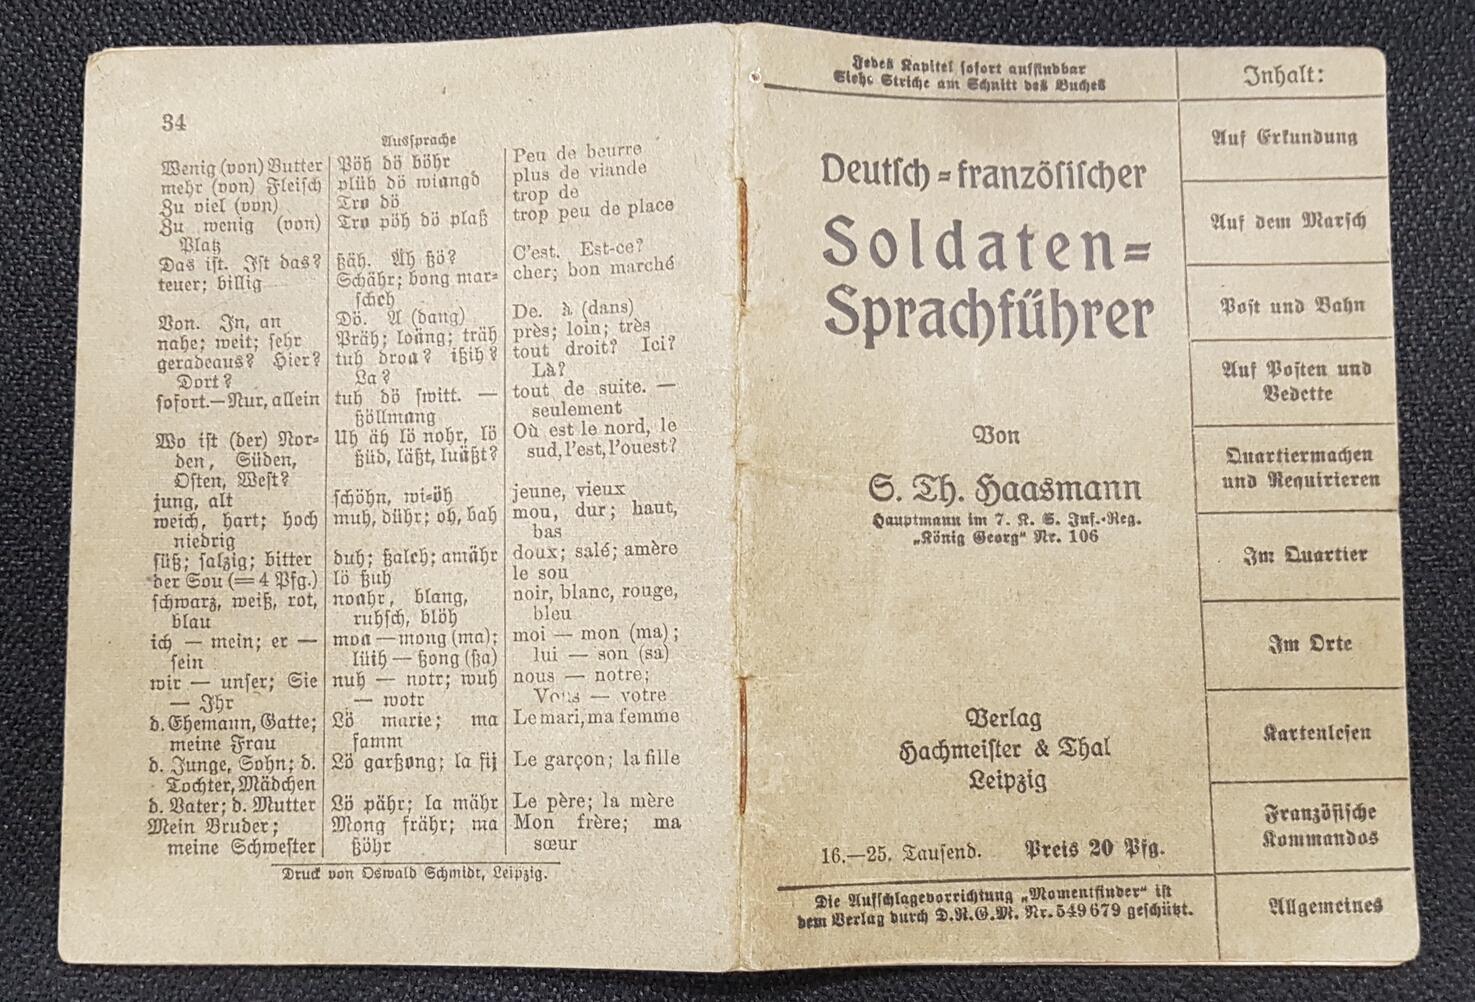 34
Aussprache
Wenig (von) Butter | Pöh dö böhr | Peu de beurre
mehr (von) Fleisch | plüh dö wiangd | plus de viande
Zu viel (von) | Tro dö | trop de
Zu wenig (von) | Tro pöh dö plaß | trop peu de place
Platz
Das ist. Ist das? | ßäh. Äh ßö? | C'est. Est-ce?
teuer; billig | Schähr; bong mar= | cher; bon marché
scheh
Von. In, an | Dö. A (dang) | De. à (dans)
nahe; weit; sehr | Präh; loäng; träh | près; loin; très
geradeaus? Hier? | tuh droa? ißih? | tout droit? Ici?
Dort? | La? | Là?
sofort.—Nur, allein | tuh dö switt. — | tout de suite. —
ßöllmang | seulement
Wo ist (der) Nor= | Uh äh lö nohr, lö | Où est le nord, le
den, Süden, | ßüd, läßt, luäßt? | sud, l'est, l'ouest?
Osten, West?
jung, alt | schöhn, wi=öh | jeune, vieux
weich, hart; hoch | muh, dühr; oh, bah | mou, dur; haut,
niedrig | bas
süß; salzig; bitter | duh; ßaleh; amähr | doux; salé; amère
der Sou (= 4 Pfg.) | lö ßuh | le sou
schwarz, weiß, rot, | noahr, blang, | noir, blanc, rouge,
blau | ruhsch, blöh | bleu
ich — mein; er — | moa — mong (ma); | moi — mon (ma);
sein | lüih — ßong (ßa) | lui — son (sa)
wir — unser; Sie | nuh — notr; wuh | nous — notre;
— Ihr | — wotr | Vous — votre
d. Ehemann, Gatte; | Lö marie; ma | Le mari, ma femme
meine Frau | famm
d. Junge, Sohn; d. | Lö garßong; la fij | Le garçon; la fille
Tochter, Mädchen
d. Vater; d. Mutter | Lö pähr; la mähr | Le père; la mère
Mein Bruder; | Mong frähr; ma | Mon frère; ma
meine Schwester | ßöhr | sœur
Druck von Oswald Schmidt, Leipzig.
Jedes Kapitel sofort auffindbar
Siehe Striche am Schnitt des Buches
Deutsch=französischer
Soldaten=
Sprachführer
Von
S. Th. Haasmann
Hauptmann im 7. K. S. Inf.-Reg.
„König Georg" Nr. 106
Verlag
Hachmeister & Thal
Leipzig
16.—25. Tausend. Preis 20 Pfg.
Die Aufschlagevorrichtung „Momentfinder" ist
dem Verlag durch D.R.G.M. Nr. 549679 geschützt.
Inhalt:
Auf Erkundung
Auf dem Marsch
Post und Bahn
Auf Posten und
Vedette
Quartiermachen
und Requirieren
Im Quartier
Im Orte
Kartenlesen
Französische
Kommandos
Allgemeines